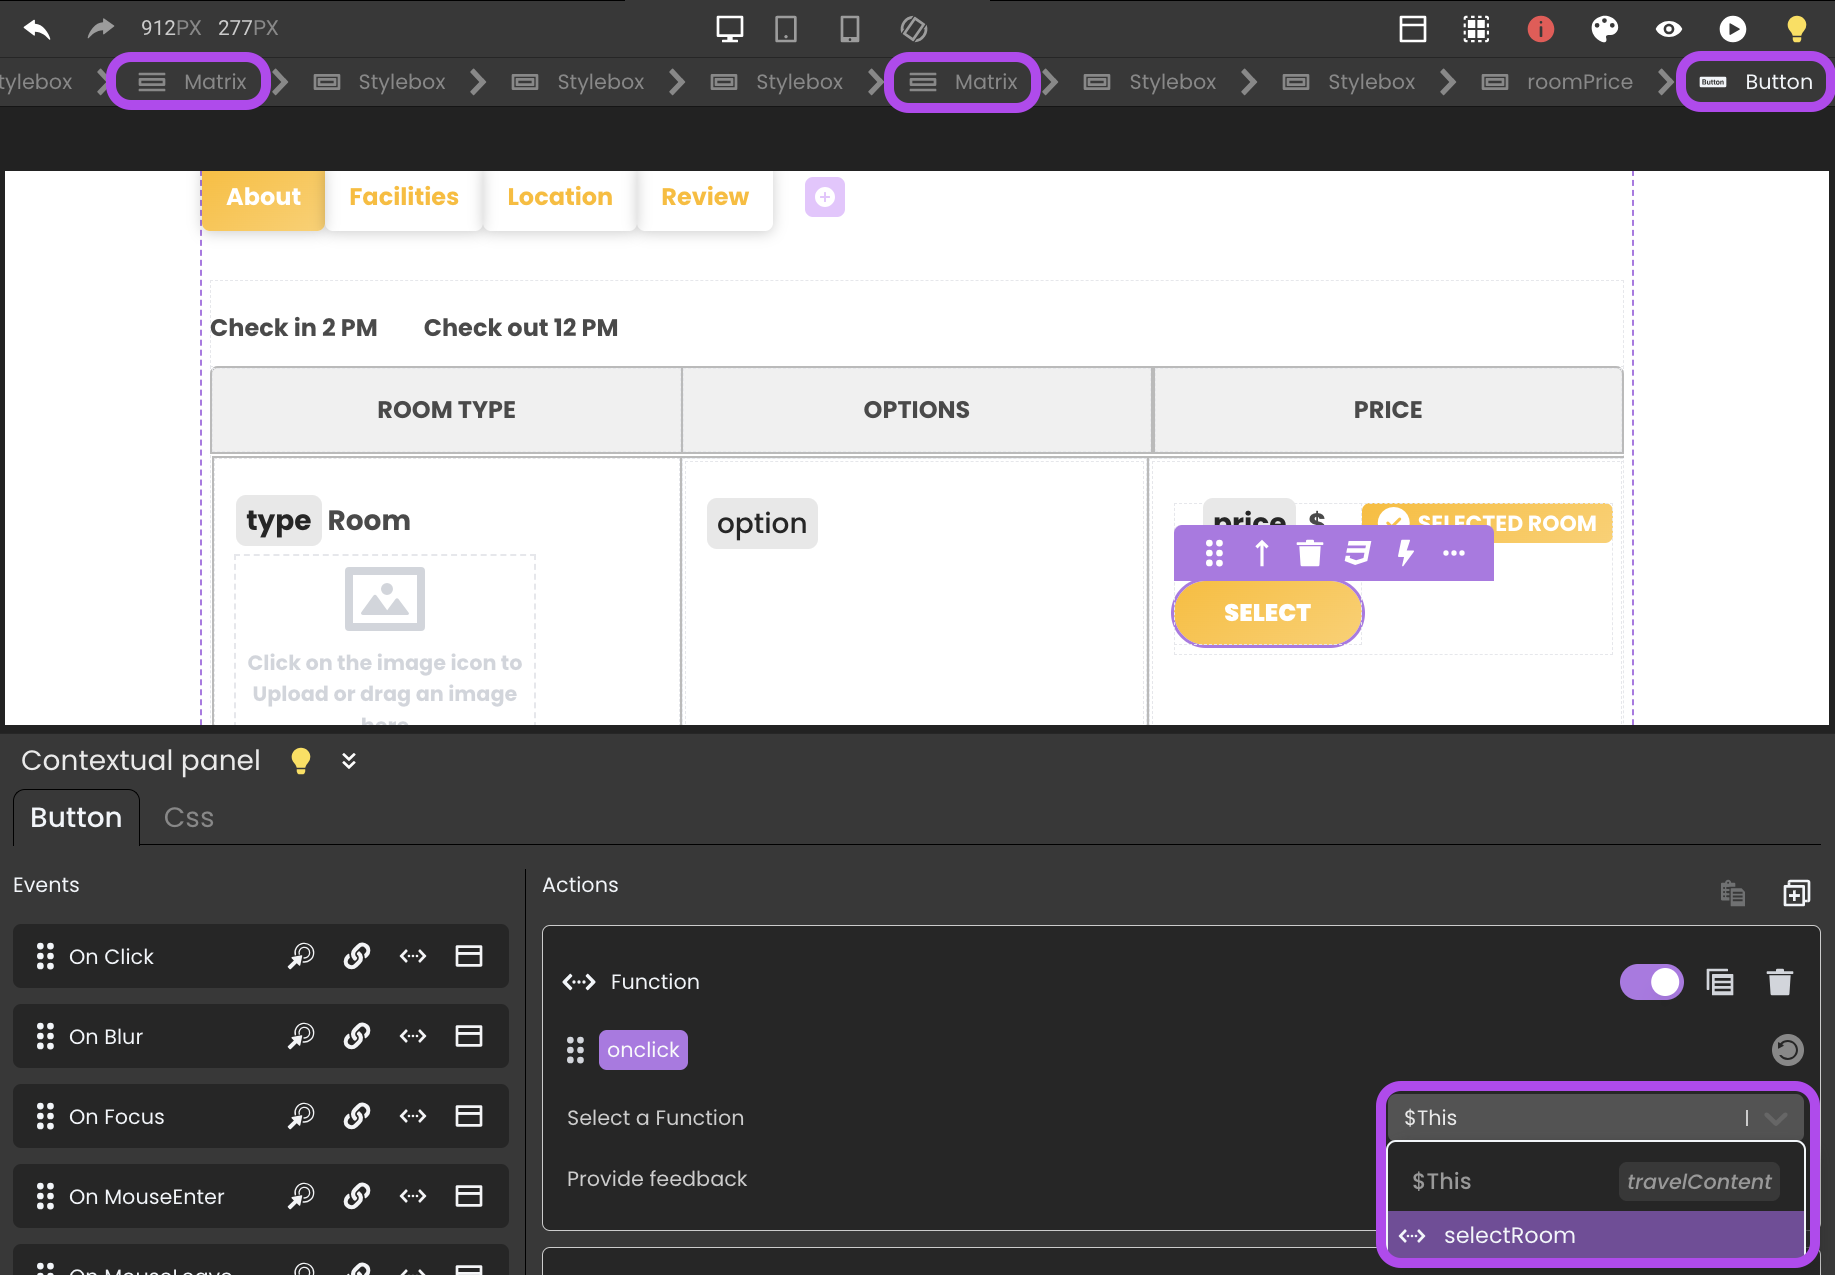 912PX 277PX
tylebox Matrix Stylebox Stylebox Stylebox Matrix Stylebox Stylebox roomPrice Button Button
About Facilities Location Review
Check in 2 PM Check out 12 PM
ROOM TYPE OPTIONS PRICE
type Room option price $ SELECTED ROOM
SELECT
Click on the image icon to
Upload or drag an image
here
Contextual panel
Button Css
Events Actions
On Click
Function
On Blur
onclick
On Focus
Select a Function $This
On MouseEnter
Provide feedback
$This travelContent
selectRoom
On MouseLeave